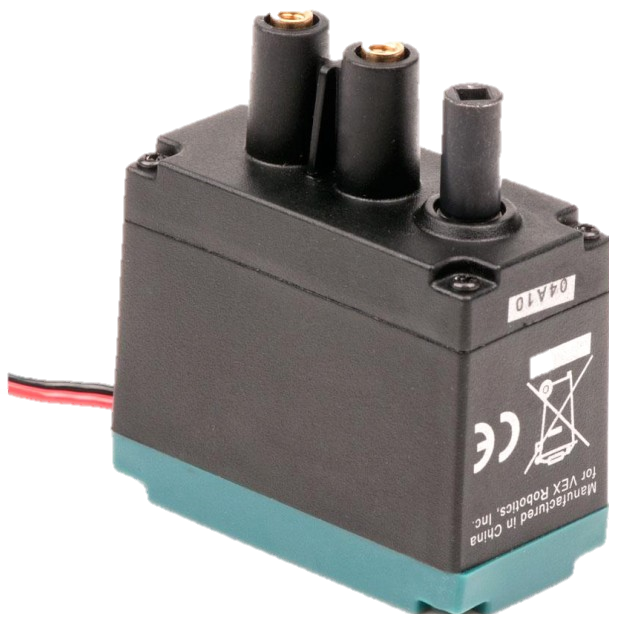 04A10
CE
Manufactured in China
for VEX Robotics, Inc.